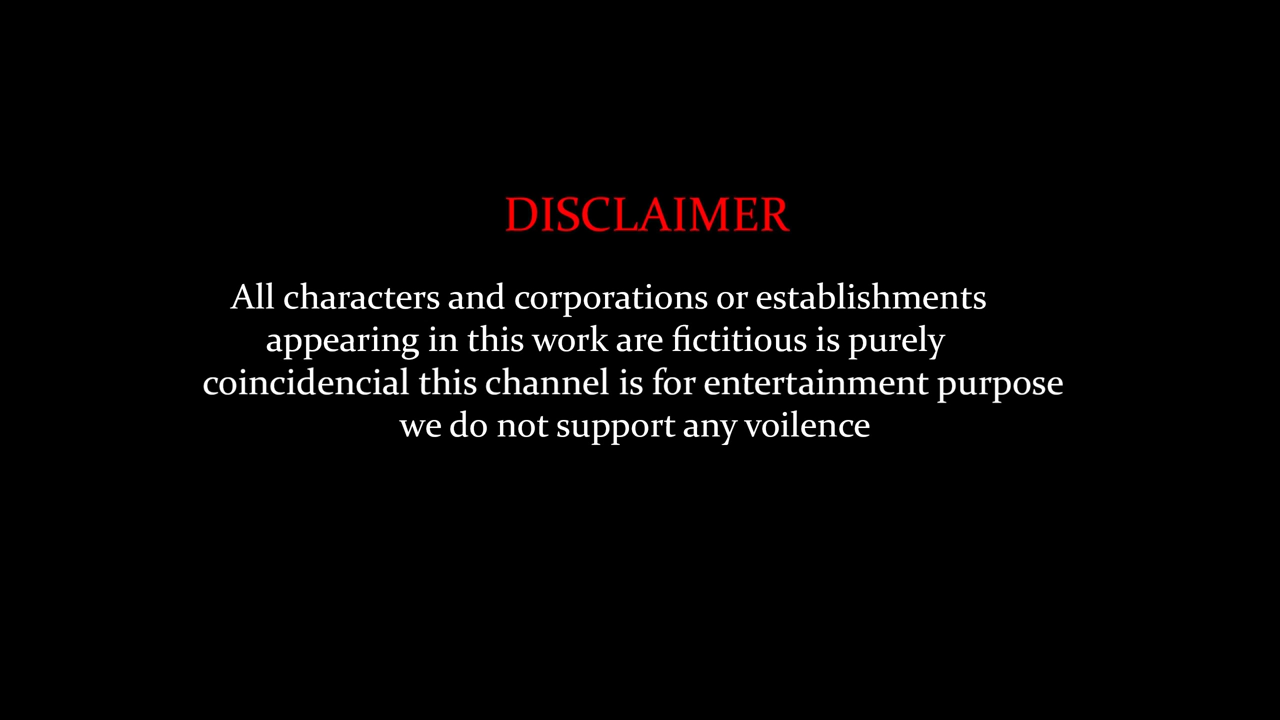 DISCLAIMER
All characters and corporations or establishments
appearing in this work are fictitious is purely
coincidencial this channel is for entertainment purpose
we do not support any voilence